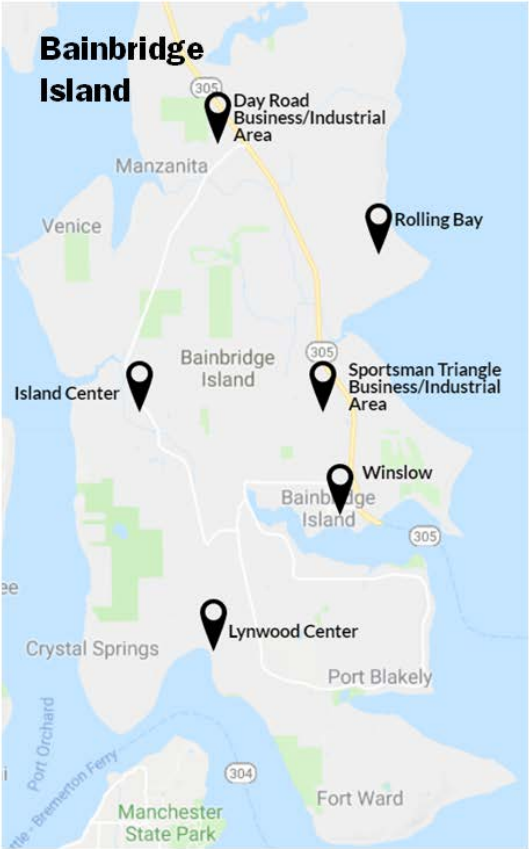 Bainbridge
Island
305
Day Road
Business/Industrial
Area
Manzanita
Rolling Bay
Venice
305
Bainbridge
Island
Sportsman Triangle
Business/Industrial
Area
Island Center
Winslow
Island
305
Lynwood Center
Crystal Springs
Port Blakely
Port Orchard
Bremerton Ferry
304
Fort Ward
Manchester
State Park